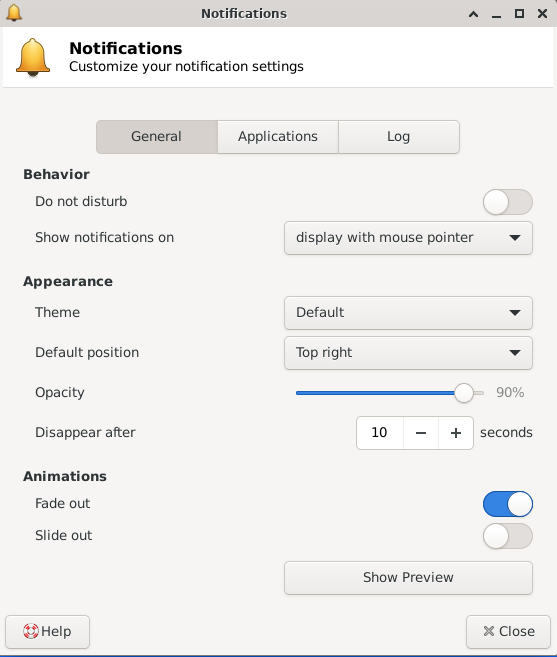 Notifications
Notifications
Customize your notification settings
General Applications Log
Behavior
Do not disturb
Show notifications on display with mouse pointer
Appearance
Theme Default
Default position Top right
Opacity 90%
Disappear after 10 seconds
Animations
Fade out
Slide out
Show Preview
Help Close